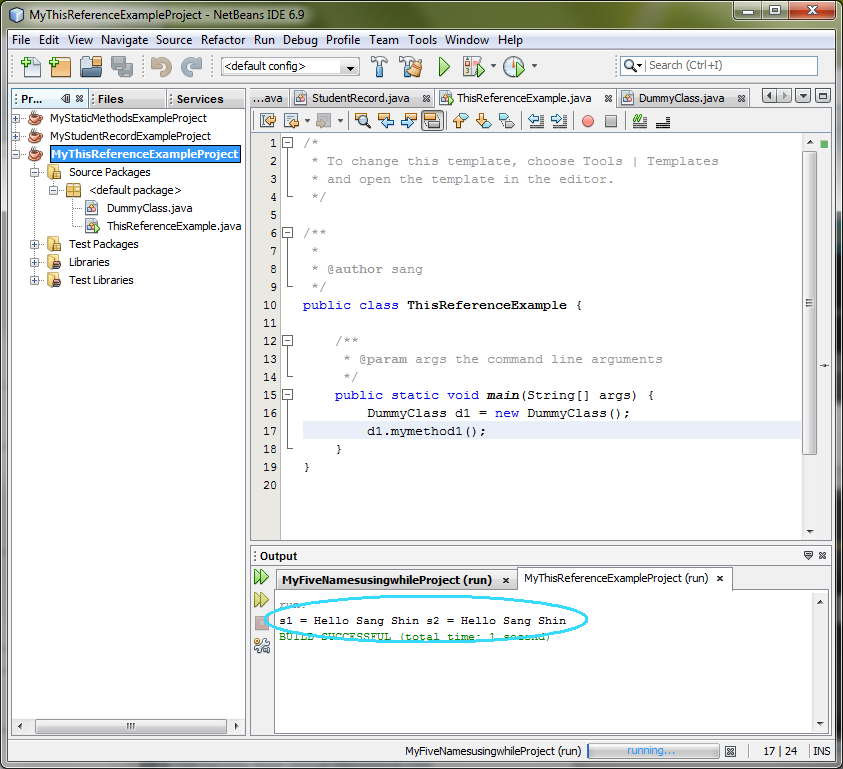 MyThisReferenceExampleProject - NetBeans IDE 6.9
File Edit View Navigate Source Refactor Run Debug Profile Team Tools Window Help
<default config>
Search (Ctrl+I)
Pr...
Files
Services
...ava
StudentRecord.java
ThisReferenceExample.java
DummyClass.java
MyStaticMethodsExampleProject
MyStudentRecordExampleProject
MyThisReferenceExampleProject
Source Packages
<default package>
DummyClass.java
ThisReferenceExample.java
Test Packages
Libraries
Test Libraries
1 /*
2 * To change this template, choose Tools | Templates
3 * and open the template in the editor.
4 */
5
6 /**
7 *
8 * @author sang
9 */
10 public class ThisReferenceExample {
11
12 /**
13 * @param args the command line arguments
14 */
15 public static void main(String[] args) {
16 DummyClass d1 = new DummyClass();
17 d1.mymethod1();
18 }
19 }
20
Output
MyFiveNamesusingwhileProject (run)
MyThisReferenceExampleProject (run)
run:
s1 = Hello Sang Shin s2 = Hello Sang Shin
BUILD SUCCESSFUL (total time: 1 second)
MyFiveNamesusingwhileProject (run)
running...
17 | 24
INS